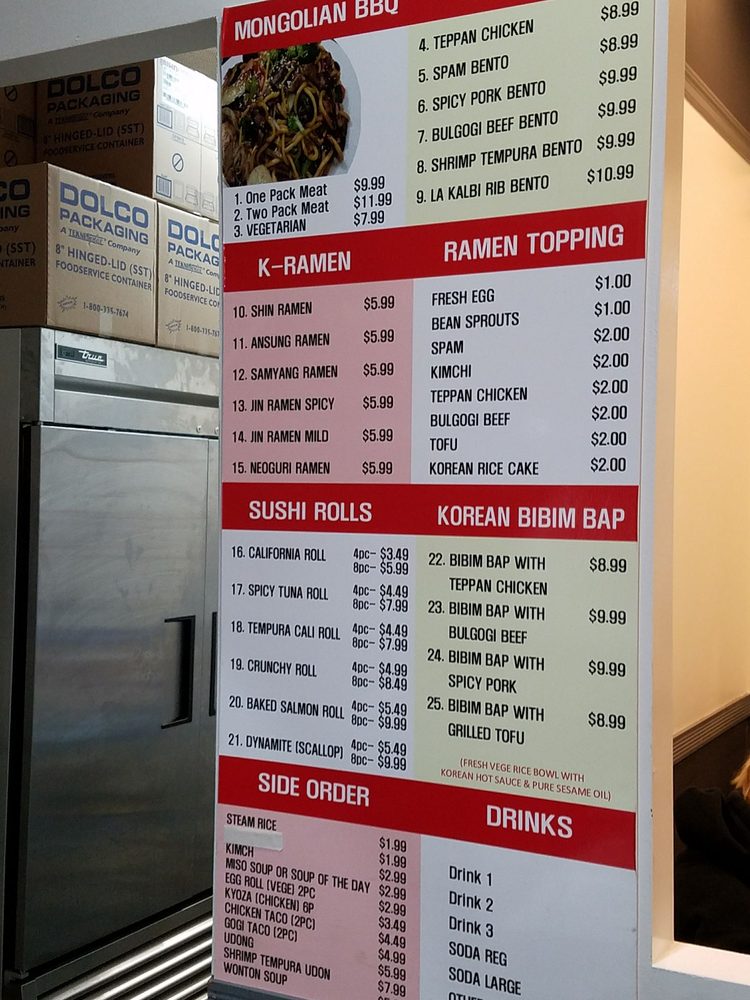 MONGOLIAN BBQ
1. One Pack Meat $9.99
2. Two Pack Meat $11.99
3. VEGETARIAN $7.99
4. TEPPAN CHICKEN $8.99
5. SPAM BENTO $8.99
6. SPICY PORK BENTO $9.99
7. BULGOGI BEEF BENTO $9.99
8. SHRIMP TEMPURA BENTO $9.99
9. LA KALBI RIB BENTO $10.99
K-RAMEN
10. SHIN RAMEN $5.99
11. ANSUNG RAMEN $5.99
12. SAMYANG RAMEN $5.99
13. JIN RAMEN SPICY $5.99
14. JIN RAMEN MILD $5.99
15. NEOGURI RAMEN $5.99
RAMEN TOPPING
FRESH EGG $1.00
BEAN SPROUTS $1.00
SPAM $2.00
KIMCHI $2.00
TEPPAN CHICKEN $2.00
BULGOGI BEEF $2.00
TOFU $2.00
KOREAN RICE CAKE $2.00
SUSHI ROLLS
16. CALIFORNIA ROLL 4pc- $3.49
8pc- $5.99
17. SPICY TUNA ROLL 4pc- $4.49
8pc- $7.99
18. TEMPURA CALI ROLL 4pc- $4.49
8pc- $7.99
19. CRUNCHY ROLL 4pc- $4.99
8pc- $8.49
20. BAKED SALMON ROLL 4pc- $5.49
8pc- $9.99
21. DYNAMITE (SCALLOP) 4pc- $5.49
8pc- $9.99
KOREAN BIBIM BAP
22. BIBIM BAP WITH $8.99
TEPPAN CHICKEN
23. BIBIM BAP WITH $9.99
BULGOGI BEEF
24. BIBIM BAP WITH $9.99
SPICY PORK
25. BIBIM BAP WITH $8.99
GRILLED TOFU
(FRESH VEGE RICE BOWL WITH
KOREAN HOT SAUCE & PURE SESAME OIL)
SIDE ORDER
STEAM RICE $1.99
$1.99
KIMCH $2.99
MISO SOUP OR SOUP OF THE DAY $2.99
EGG ROLL (VEGE) 2PC $2.99
KYOZA (CHICKEN) 6P $3.49
CHICKEN TACO (2PC) $4.49
GOGI TACO (2PC) $4.99
UDONG $5.99
SHRIMP TEMPURA UDON $7.99
WONTON SOUP
DRINKS
Drink 1
Drink 2
Drink 3
SODA REG
SODA LARGE
DOLCO
PACKAGING
A TEKNIPLEX Company
8" HINGED-LID (SST)
FOODSERVICE CONTAINER
DOLCO
PACKAGING
A TEKNIPLEX Company
8" HINGED-LID (SST)
FOODSERVICE CONTAINER
1-800-335-7674
True